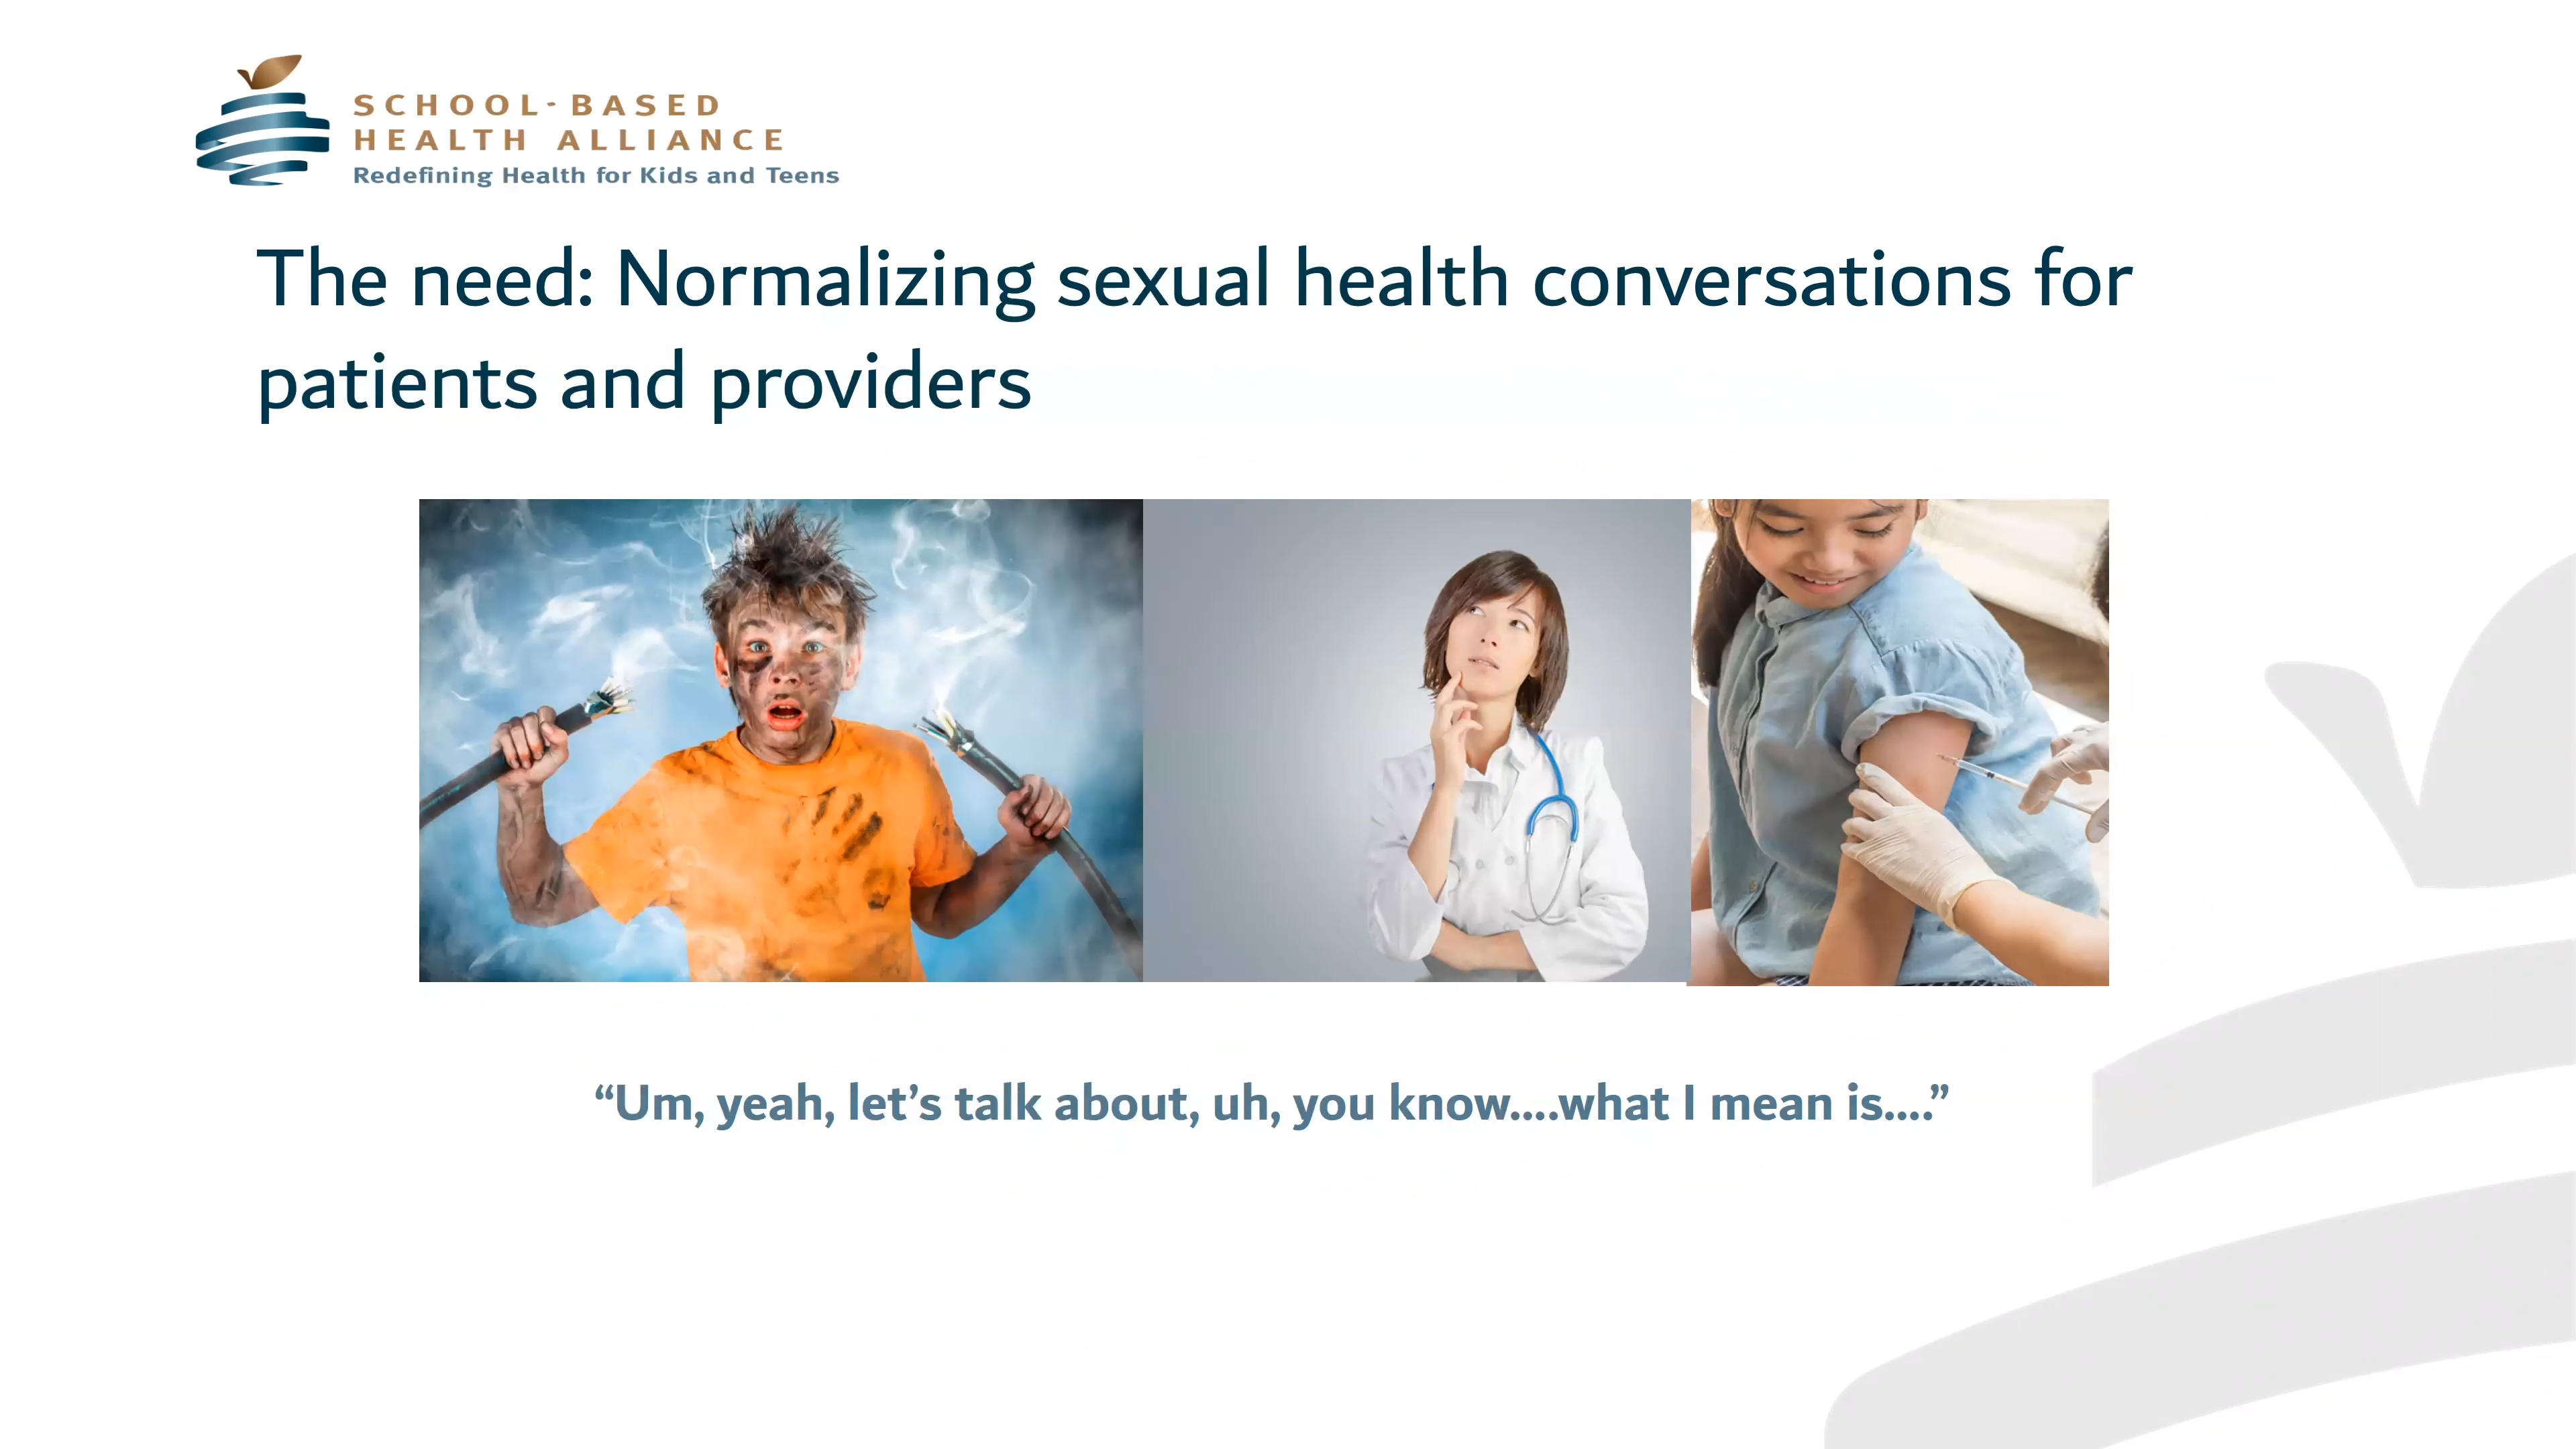 SCHOOL-BASED
HEALTH ALLIANCE
Redefining Health for Kids and Teens
The need: Normalizing sexual health conversations for
patients and providers
“Um, yeah, let’s talk about, uh, you know....what I mean is....”